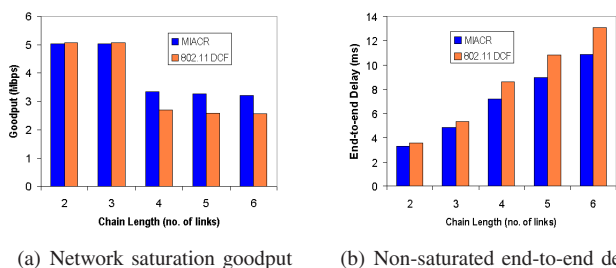 6
5
4
3
2
1
0
Goodput (Mbps)
MIACR
802.11 DCF
2 3 4 5 6
Chain Length (no. of links)
(a) Network saturation goodput
14
12
10
8
6
4
2
0
End-to-end Delay (ms)
MIACR
802.11 DCF
2 3 4 5 6
Chain Length (no. of links)
(b) Non-saturated end-to-end de